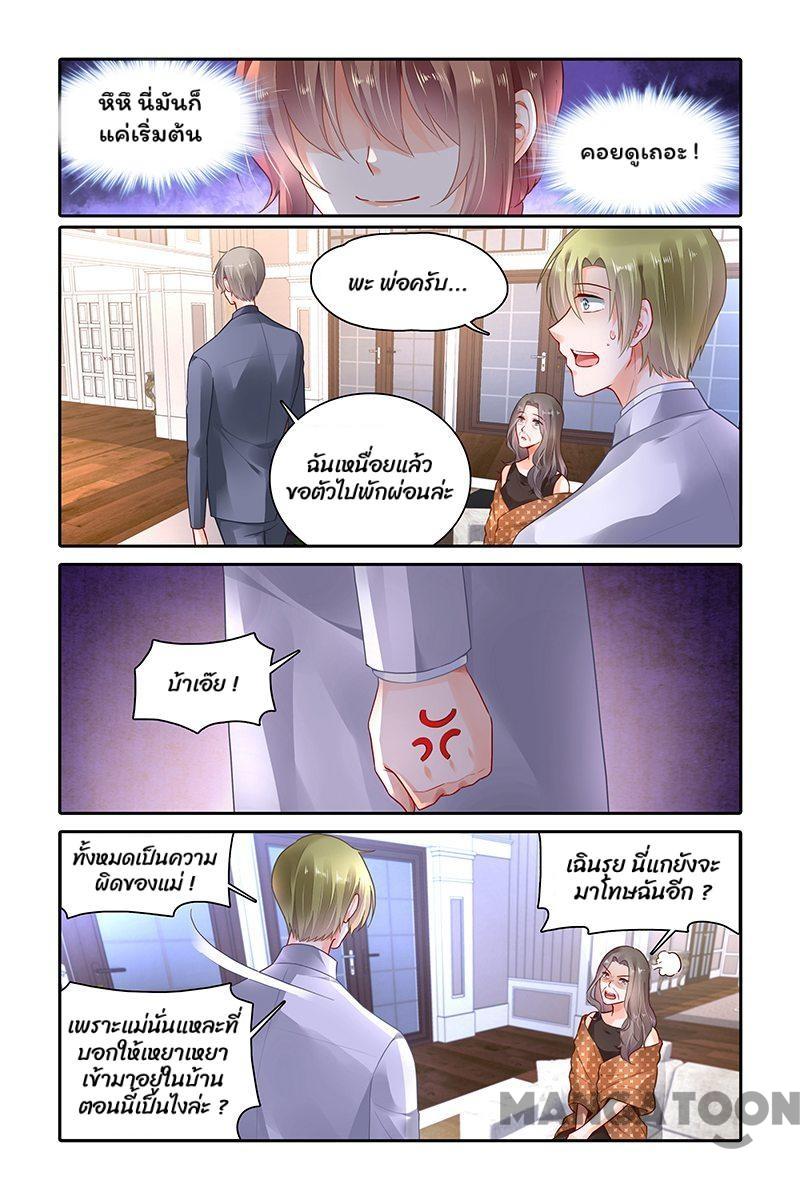 หึหึ นี่มันก็
แค่เริ่มต้น
คอยดูเถอะ !
พะ พ่อครับ...
ฉันเหนื่อยแล้ว
ขอตัวไปพักผ่อนล่ะ
บ้าเอ๊ย !
ทั้งหมดเป็นความ
ผิดของแม่ !
เฉินรุย นี่แกยังจะ
มาโทษฉันอีก ?
เพราะแม่นั่นแหละที่
บอกให้เหยาเหยา
เข้ามาอยู่ในบ้าน
ตอนนี้เป็นไงล่ะ ?
MANGATOON